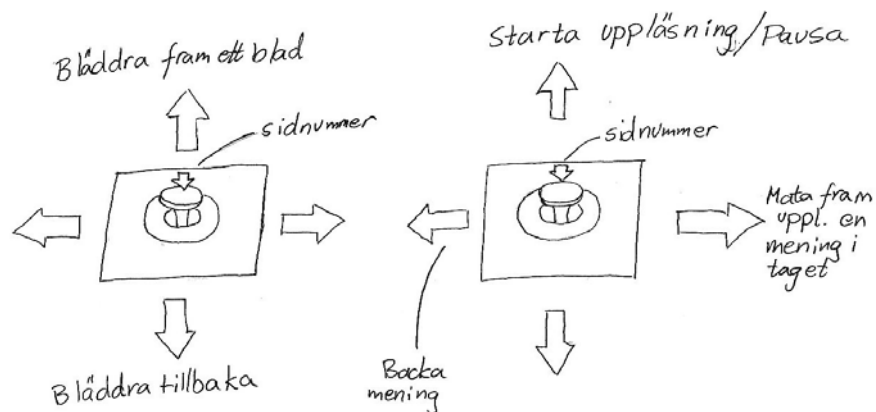 Bläddra fram ett blad
sidnummer
Bläddra tillbaka
Starta uppläsning/Pausa
sidnummer
Mata fram
uppl. en
mening i
taget
Backa
mening